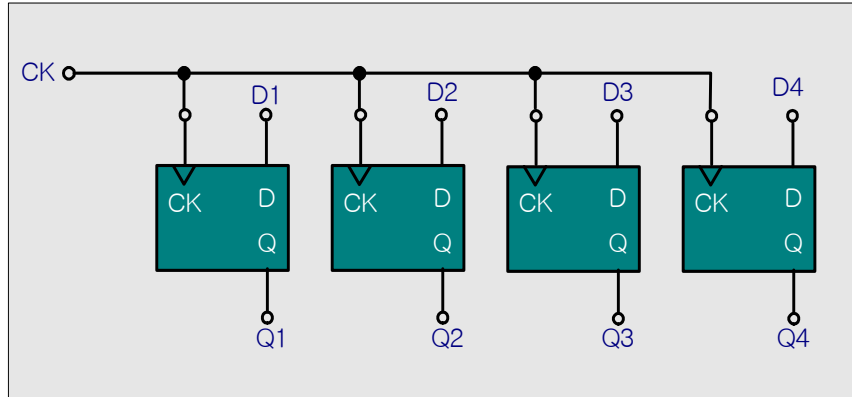 CK
D1 D2 D3 D4
CK D CK D CK D CK D
Q Q Q Q
Q1 Q2 Q3 Q4